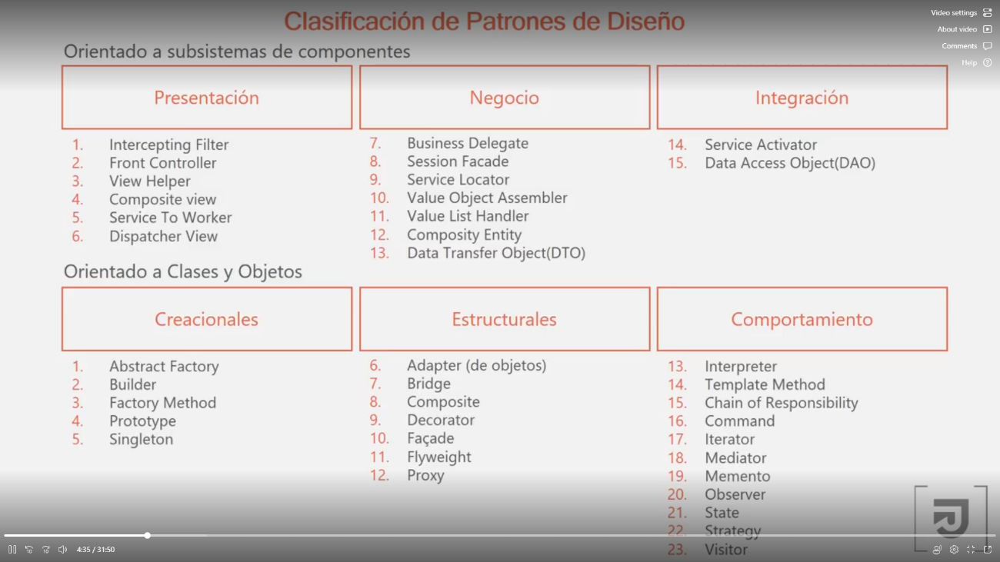 Clasificación de Patrones de Diseño
Video settings
About video
Comments
Help
Orientado a subsistemas de componentes
Presentación
1. Intercepting Filter
2. Front Controller
3. View Helper
4. Composite view
5. Service To Worker
6. Dispatcher View
Negocio
7. Business Delegate
8. Session Facade
9. Service Locator
10. Value Object Assembler
11. Value List Handler
12. Composity Entity
13. Data Transfer Object(DTO)
Integración
14. Service Activator
15. Data Access Object(DAO)
Orientado a Clases y Objetos
Creacionales
1. Abstract Factory
2. Builder
3. Factory Method
4. Prototype
5. Singleton
Estructurales
6. Adapter (de objetos)
7. Bridge
8. Composite
9. Decorator
10. Façade
11. Flyweight
12. Proxy
Comportamiento
13. Interpreter
14. Template Method
15. Chain of Responsibility
16. Command
17. Iterator
18. Mediator
19. Memento
20. Observer
21. State
22. Strategy
23. Visitor
4:35 / 31:50